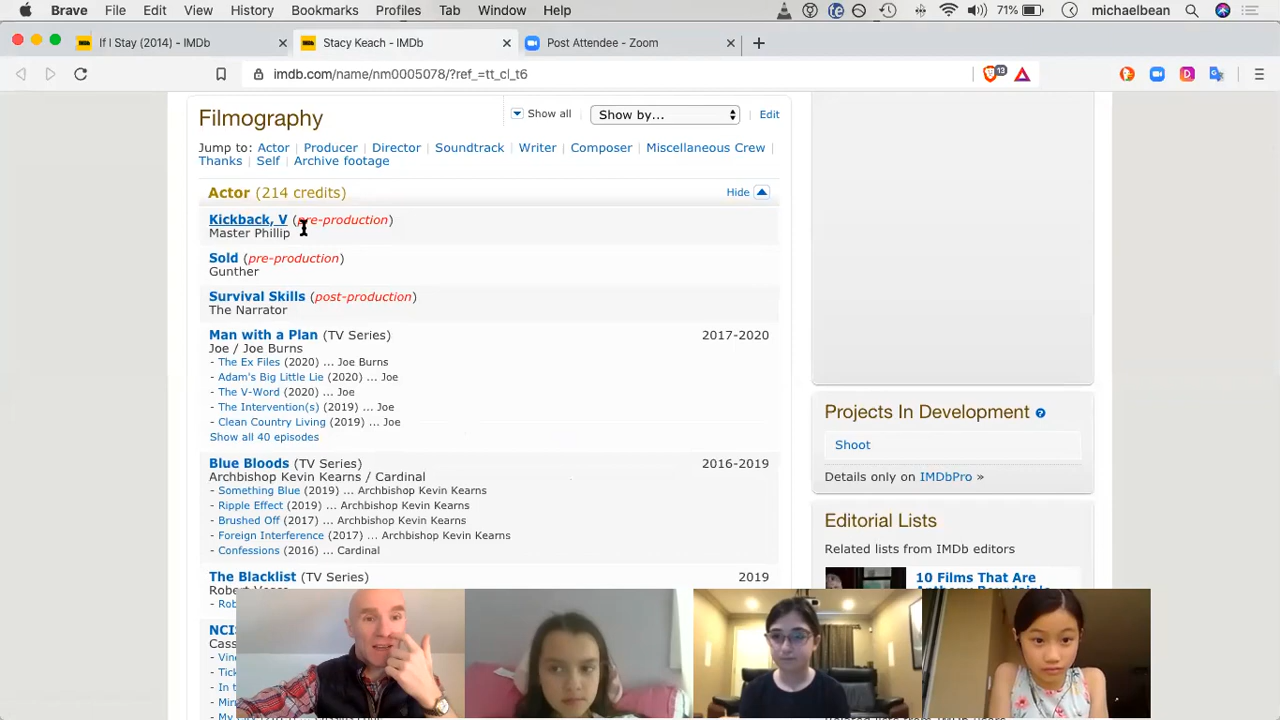 Brave File Edit View History Bookmarks Profiles Tab Window Help 71% michaelbean
If I Stay (2014) - IMDb Stacy Keach - IMDb Post Attendee - Zoom
imdb.com/name/nm0005078/?ref_=tt_cl_t6 13
Filmography Show all Show by... Edit
Jump to: Actor | Producer | Director | Soundtrack | Writer | Composer | Miscellaneous Crew |
Thanks | Self | Archive footage
Actor (214 credits) Hide
Kickback, V (pre-production)
Master Phillip
Sold (pre-production)
Gunther
Survival Skills (post-production)
The Narrator
Man with a Plan (TV Series) 2017-2020
Joe / Joe Burns
- The Ex Files (2020) ... Joe Burns
- Adam's Big Little Lie (2020) ... Joe
- The V-Word (2020) ... Joe
- The Intervention(s) (2019) ... Joe
- Clean Country Living (2019) ... Joe
Show all 40 episodes
Blue Bloods (TV Series) 2016-2019
Archbishop Kevin Kearns / Cardinal
- Something Blue (2019) ... Archbishop Kevin Kearns
- Ripple Effect (2019) ... Archbishop Kevin Kearns
- Brushed Off (2017) ... Archbishop Kevin Kearns
- Foreign Interference (2017) ... Archbishop Kevin Kearns
- Confessions (2016) ... Cardinal
The Blacklist (TV Series) 2019
Projects In Development
Shoot
Details only on IMDbPro »
Editorial Lists
Related lists from IMDb editors
10 Films That Are